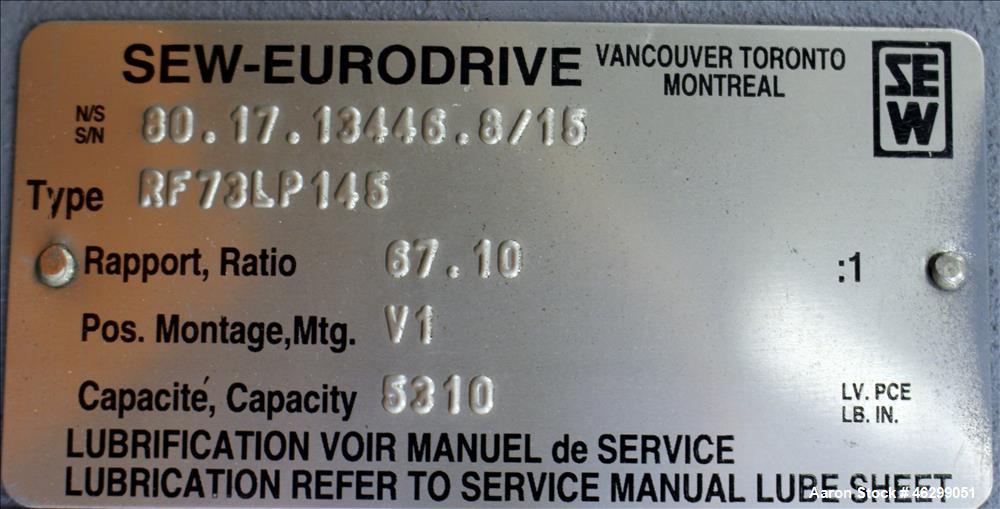 SEW-EURODRIVE VANCOUVER TORONTO
MONTREAL
SEW
N/S
S/N 80.17.13446.8/15
Type RF73LP145
Rapport, Ratio 67.10 :1
Pos. Montage,Mtg. V1
Capacité, Capacity 5310 LV. PCE
LB. IN.
LUBRIFICATION VOIR MANUEL de SERVICE
LUBRICATION REFER TO SERVICE MANUAL LUBE SHEET
Aaron Stock # 46299051